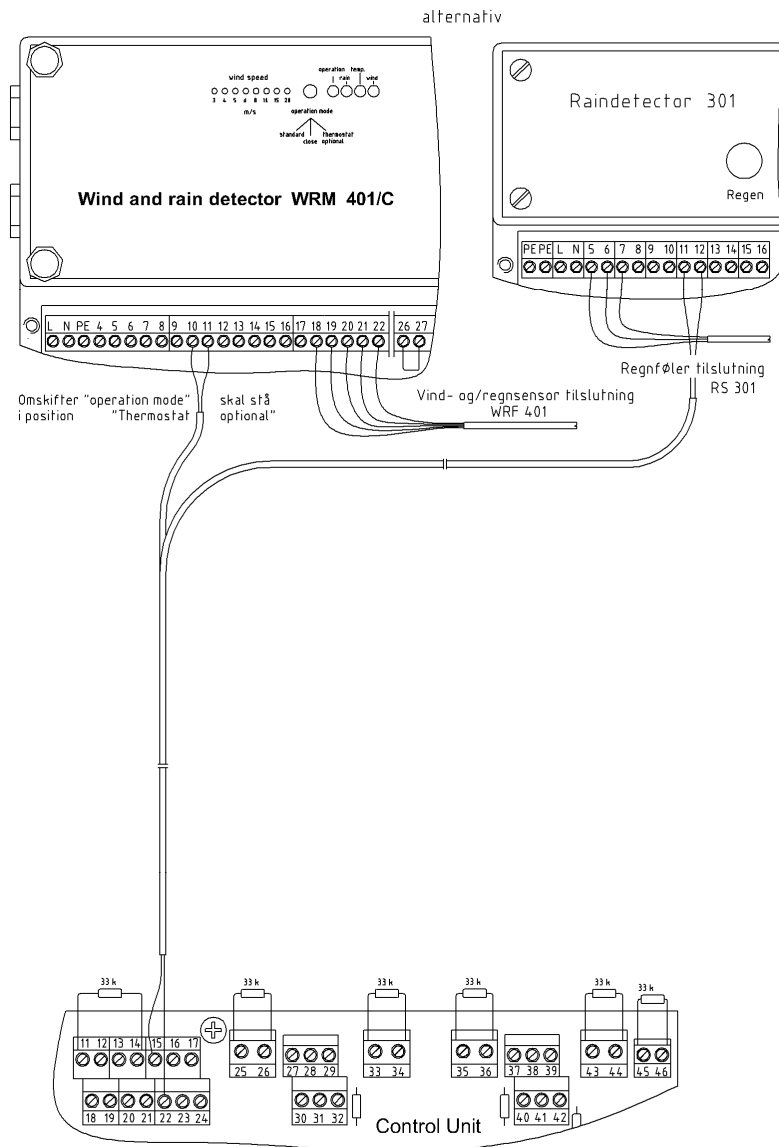 alternativ
wind speed
3 4 5 6 8 11 15 20
m/s
operation temp.
rain wind
operation mode
standard thermostat
close optional
Wind and rain detector WRM 401/C
Raindetector 301
Regen
PE PE L N 5 6 7 8 9 10 11 12 13 14 15 16
L N PE 4 5 6 7 8 9 10 11 12 13 14 15 16 17 18 19 20 21 22 26 27
Regnføler tilslutning
RS 301
Omskifter "operation mode" skal stå
i position "Thermostat optional"
Vind- og/regnsensor tilslutning
WRF 401
33 k 33 k 33 k 33 k 33 k 33 k
11 12 13 14 15 16 17
25 26 27 28 29 33 34 35 36 37 38 39 43 44 45 46
18 19 20 21 22 23 24
30 31 32 40 41 42
Control Unit